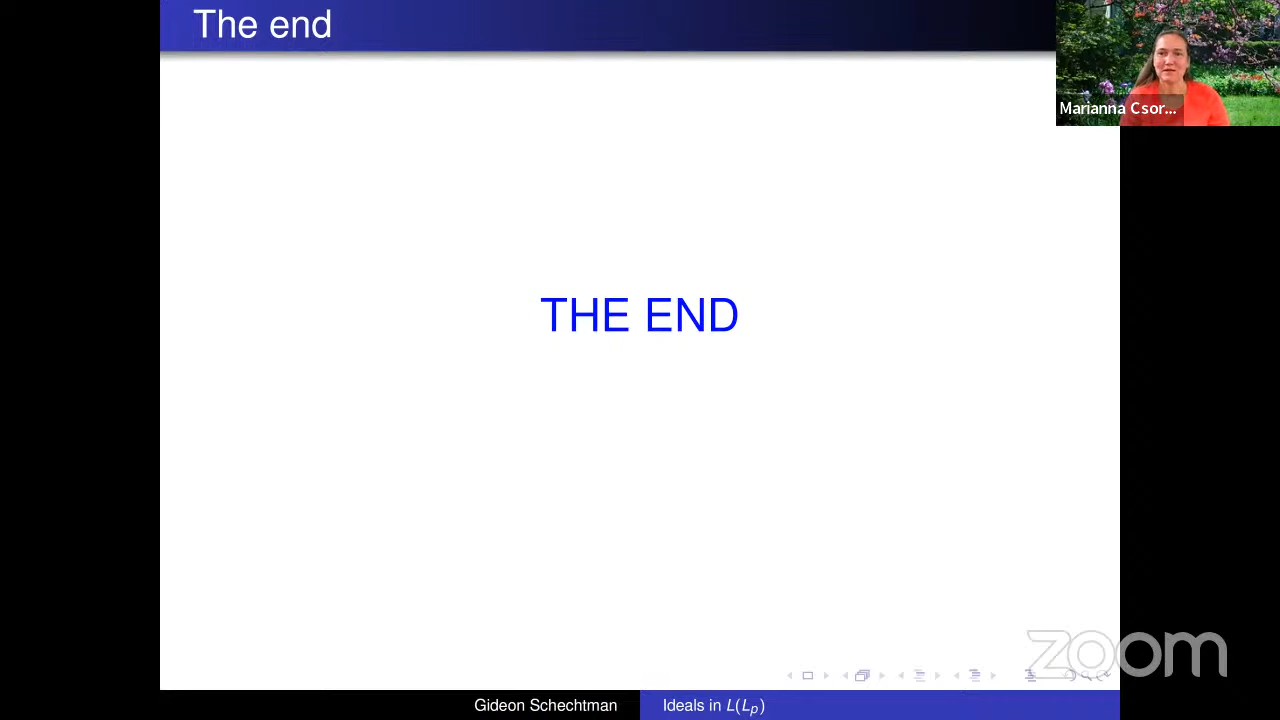 The end
Marianna Csor...
THE END
zoom
Gideon Schechtman Ideals in L(Lp)